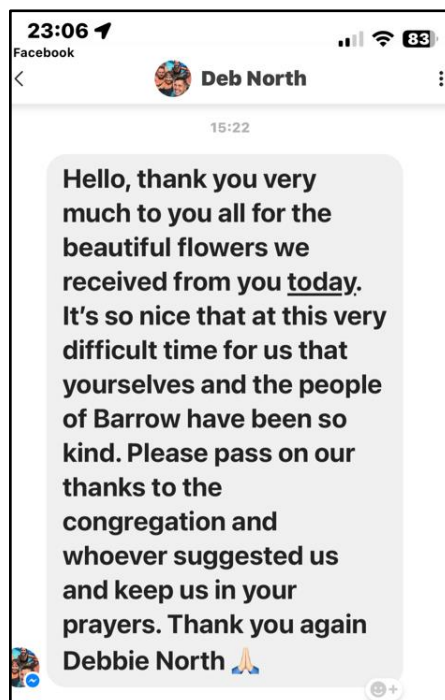 23:06
83
Facebook
Deb North
15:22
Hello, thank you very
much to you all for the
beautiful flowers we
received from you today.
It’s so nice that at this very
difficult time for us that
yourselves and the people
of Barrow have been so
kind. Please pass on our
thanks to the
congregation and
whoever suggested us
and keep us in your
prayers. Thank you again
Debbie North 🙏🏻